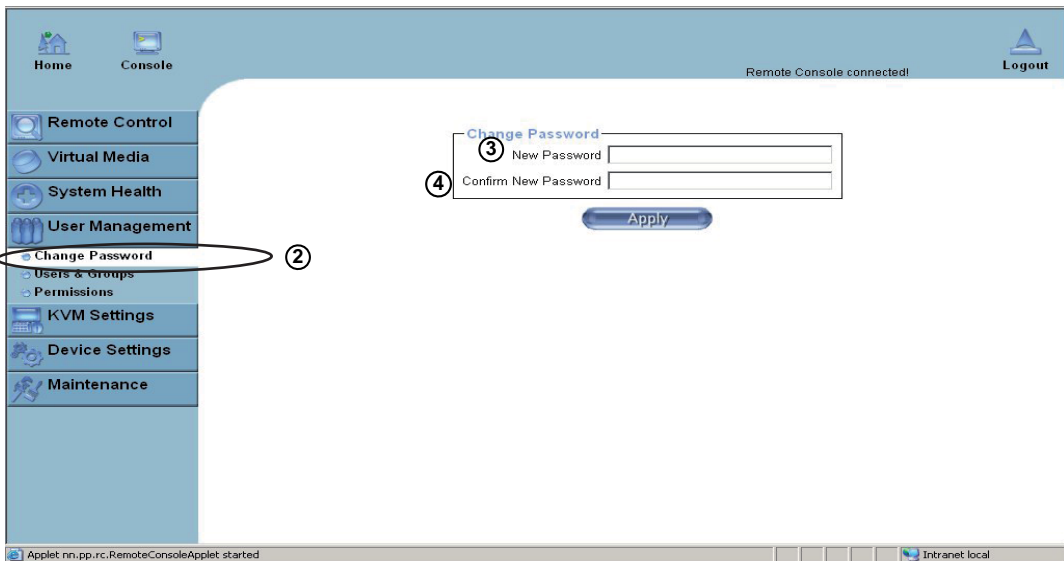 Home Console
Remote Console connected!
Logout
Remote Control
Virtual Media
System Health
User Management
Change Password
②
Users & Groups
Permissions
KVM Settings
Device Settings
Maintenance
Change Password
③ New Password
④ Confirm New Password
Apply
Applet nn.pp.rc.RemoteConsoleApplet started
Intranet local